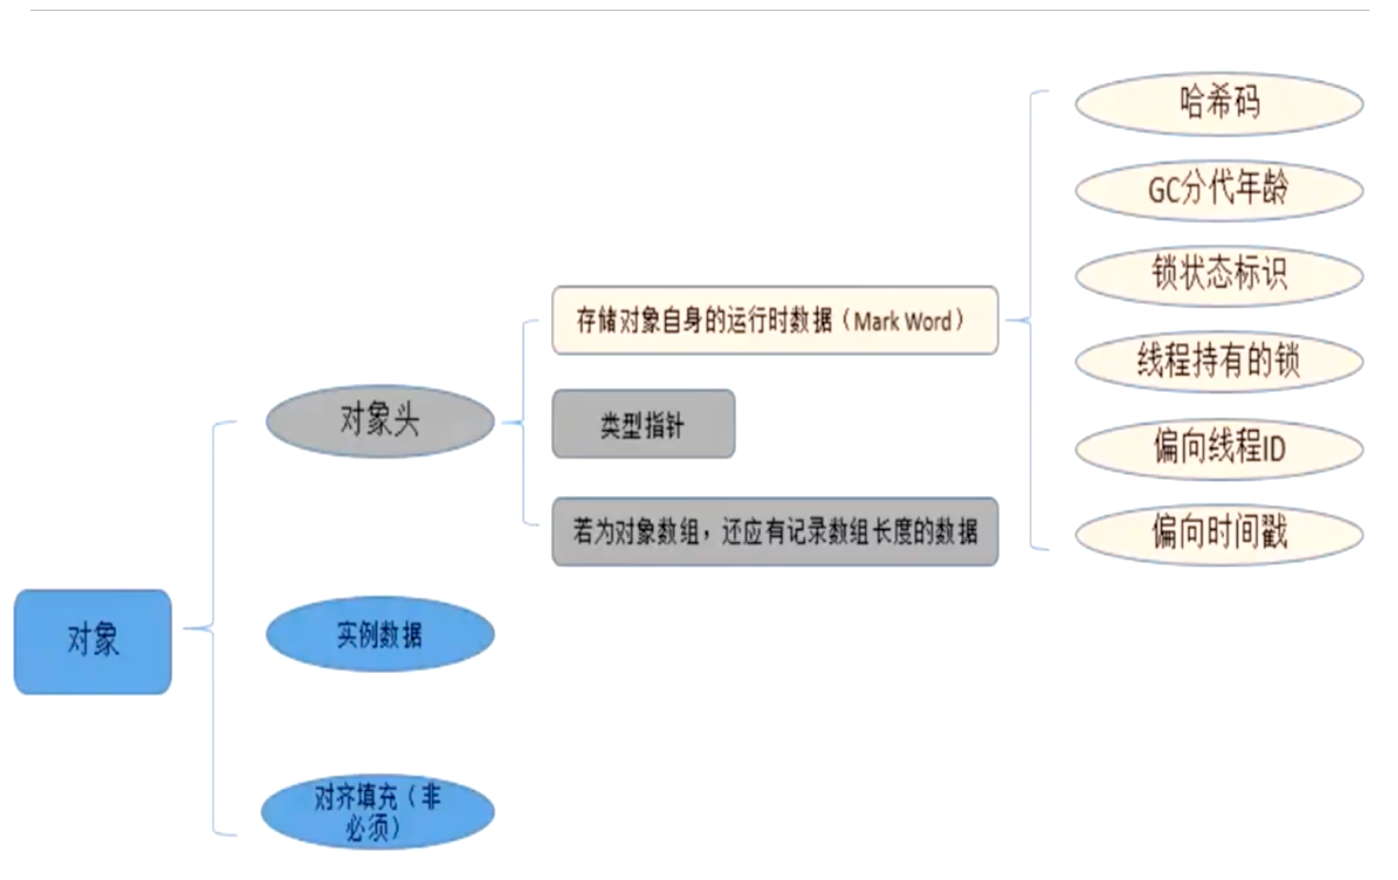 哈希码
GC分代年龄
锁状态标识
存储对象自身的运行时数据（Mark Word）
线程持有的锁
对象头
类型指针
偏向线程ID
若为对象数组，还应有记录数组长度的数据
偏向时间戳
对象
实例数据
对齐填充（非
必须）